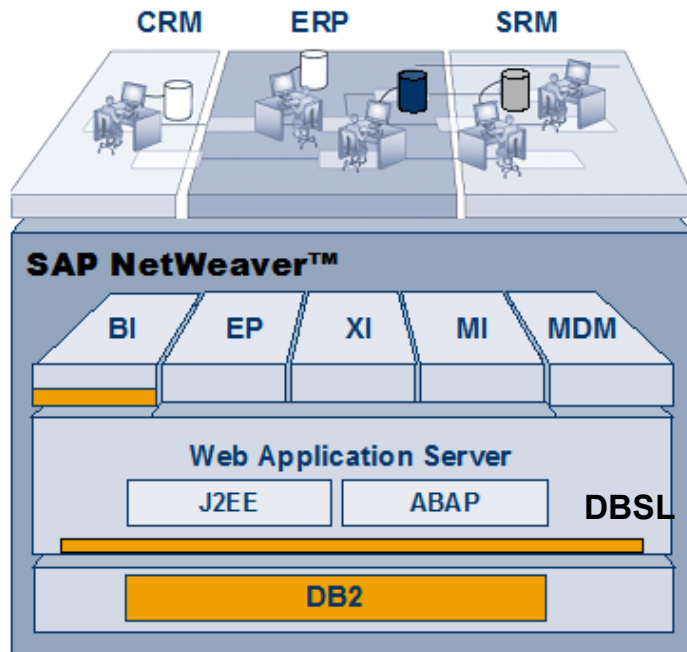 CRM ERP SRM
SAP NetWeaver™
BI EP XI MI MDM
Web Application Server
J2EE ABAP
DBSL
DB2